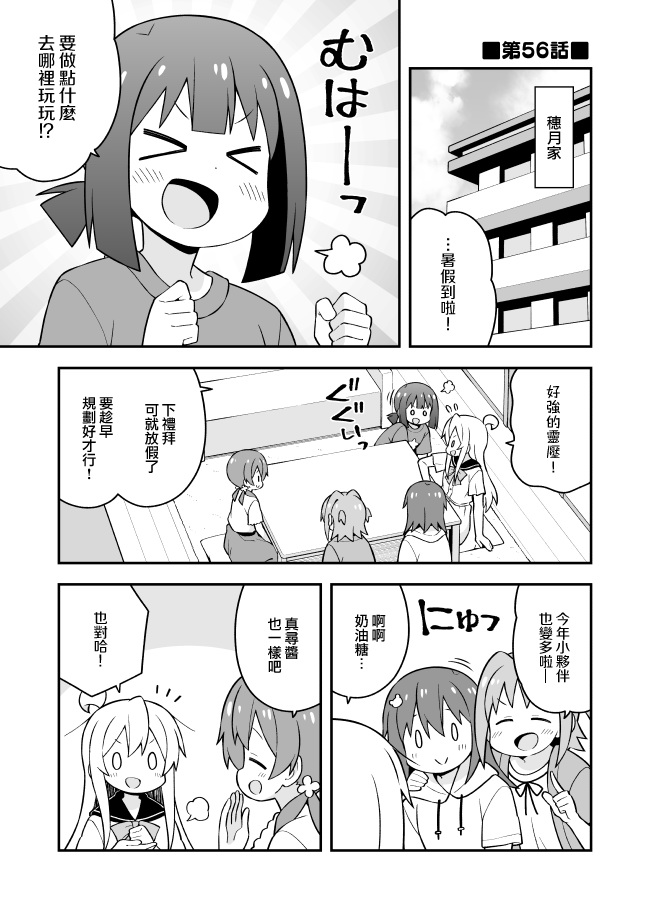 ■第56話■
穗月家
…暑假到啦！
むはーっ
要做點什麼
去哪裡玩玩!?
好強的靈壓！
ぐぐいっ
下禮拜
可就放假了
要趁早
規劃好才行！
今年小夥伴
也變多啦—
にゅっ
啊啊
奶油糖…
真尋醬
也一樣吧
也對哈！